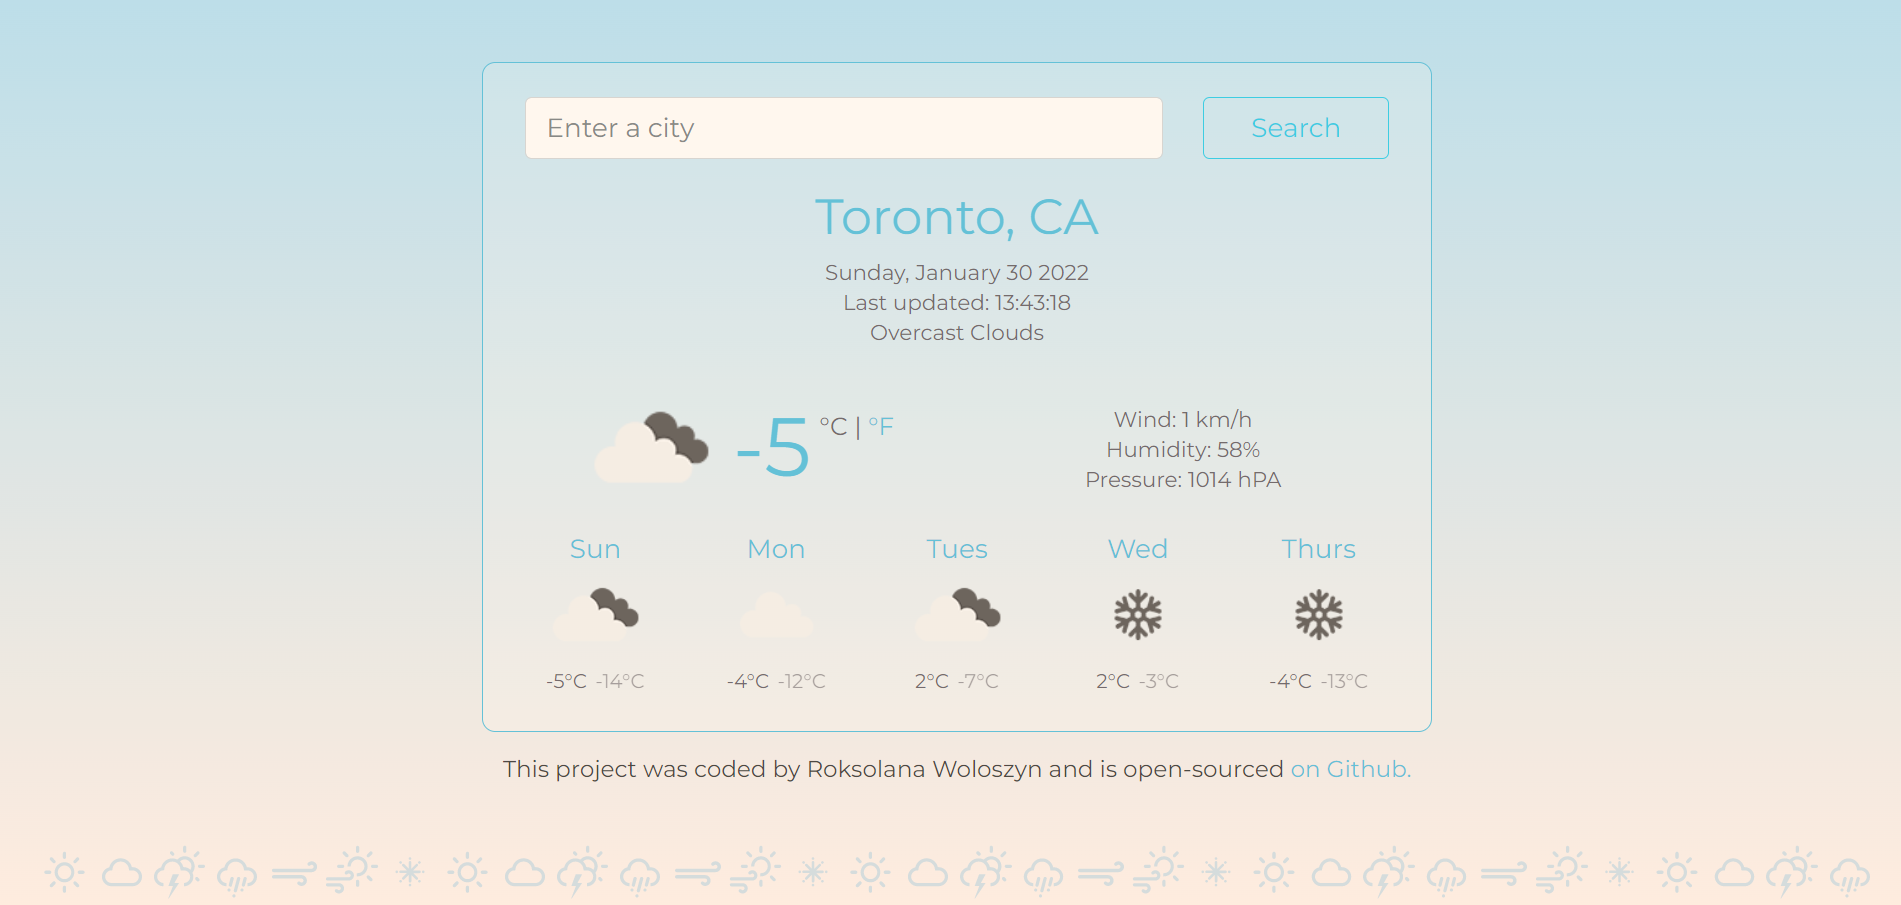 Enter a city
Search
Toronto, CA
Sunday, January 30 2022
Last updated: 13:43:18
Overcast Clouds
-5 °C | °F
Wind: 1 km/h
Humidity: 58%
Pressure: 1014 hPA
Sun Mon Tues Wed Thurs
-5°C -14°C -4°C -12°C 2°C -7°C 2°C -3°C -4°C -13°C
This project was coded by Roksolana Woloszyn and is open-sourced on Github.